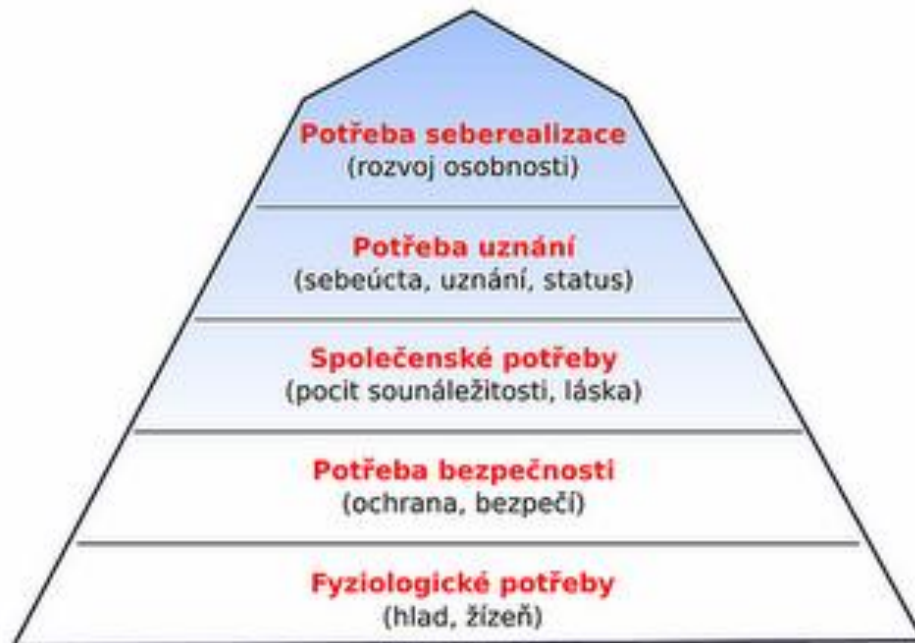 Potřeba seberealizace
(rozvoj osobnosti)
Potřeba uznání
(sebeúcta, uznání, status)
Společenské potřeby
(pocit sounáležitosti, láska)
Potřeba bezpečnosti
(ochrana, bezpečí)
Fyziologické potřeby
(hlad, žízeň)